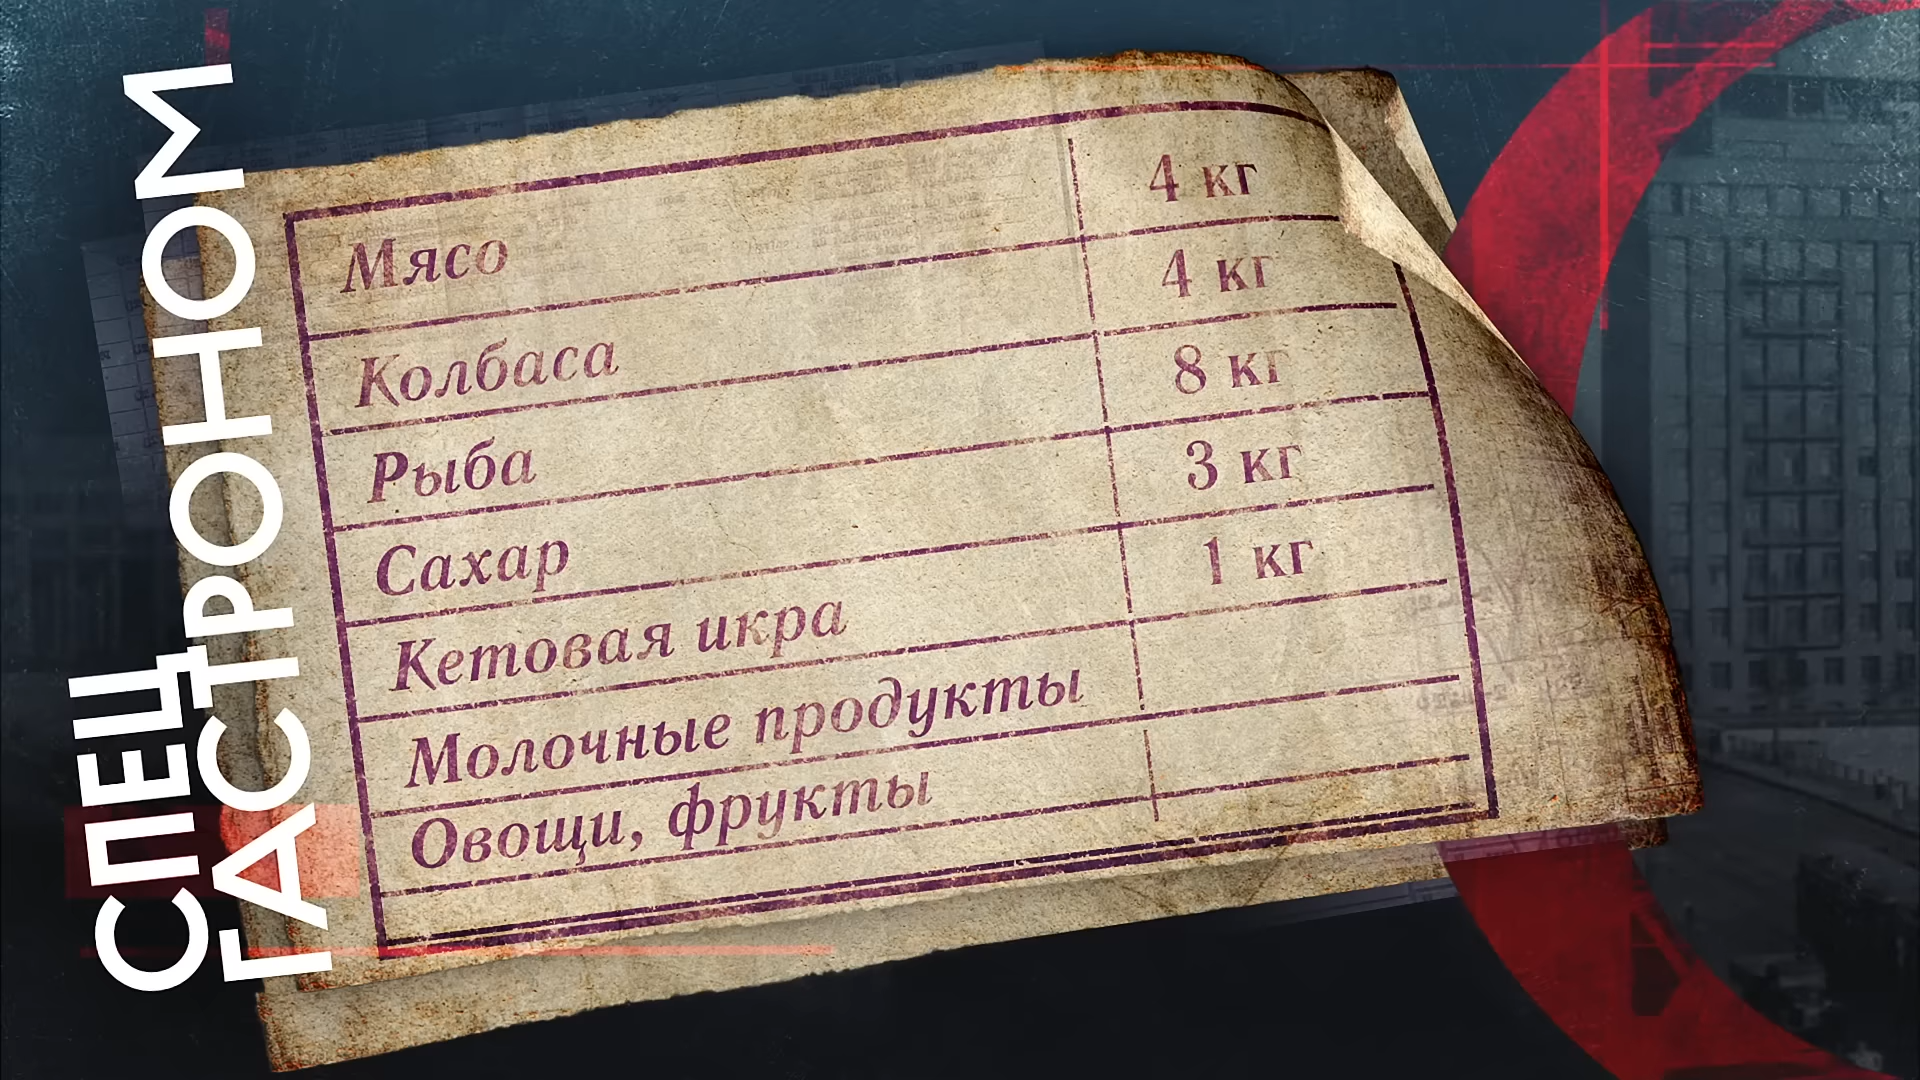 СПЕЦ
ГАСТРОНОМ
Мясо 4 кг
Колбаса 4 кг
Рыба 8 кг
Сахар 3 кг
Кетовая икра 1 кг
Молочные продукты
Овощи, фрукты